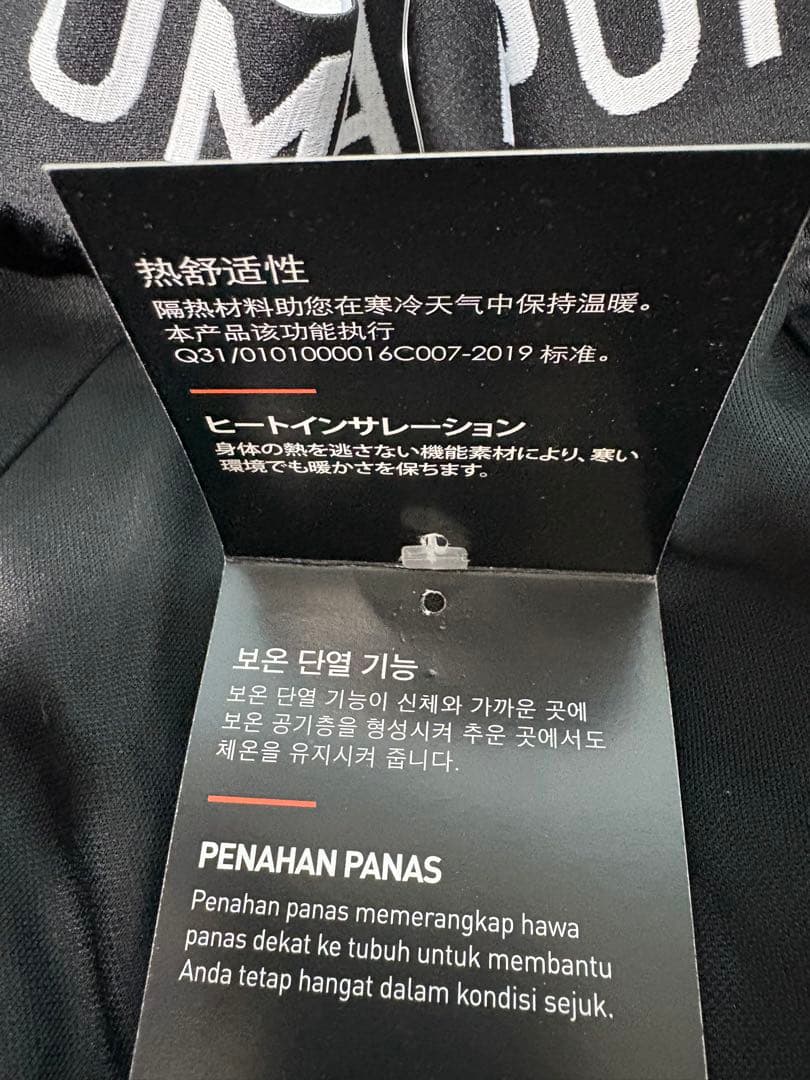 热舒适性
隔热材料助您在寒冷天气中保持温暖。
本产品该功能执行
Q31/0101000016C007-2019 标准。
ヒートインサレーション
身体の熱を逃さない機能素材により、寒い
環境でも暖かさを保ちます。
보온 단열 기능
보온 단열 기능이 신체와 가까운 곳에
보온 공기층을 형성시켜 추운 곳에서도
체온을 유지시켜 줍니다.
PENAHAN PANAS
Penahan panas memerangkap hawa
panas dekat ke tubuh untuk membantu
Anda tetap hangat dalam kondisi sejuk.